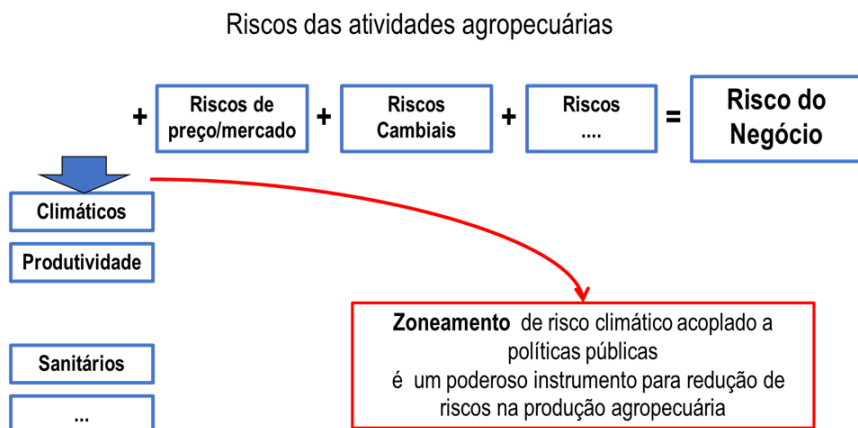 Riscos das atividades agropecuárias
+
Riscos de
preço/mercado
+
Riscos
Cambiais
+
Riscos
....
=
Risco do
Negócio
Climáticos
Produtividade
Sanitários
...
Zoneamento de risco climático acoplado a
políticas públicas
é um poderoso instrumento para redução de
riscos na produção agropecuária